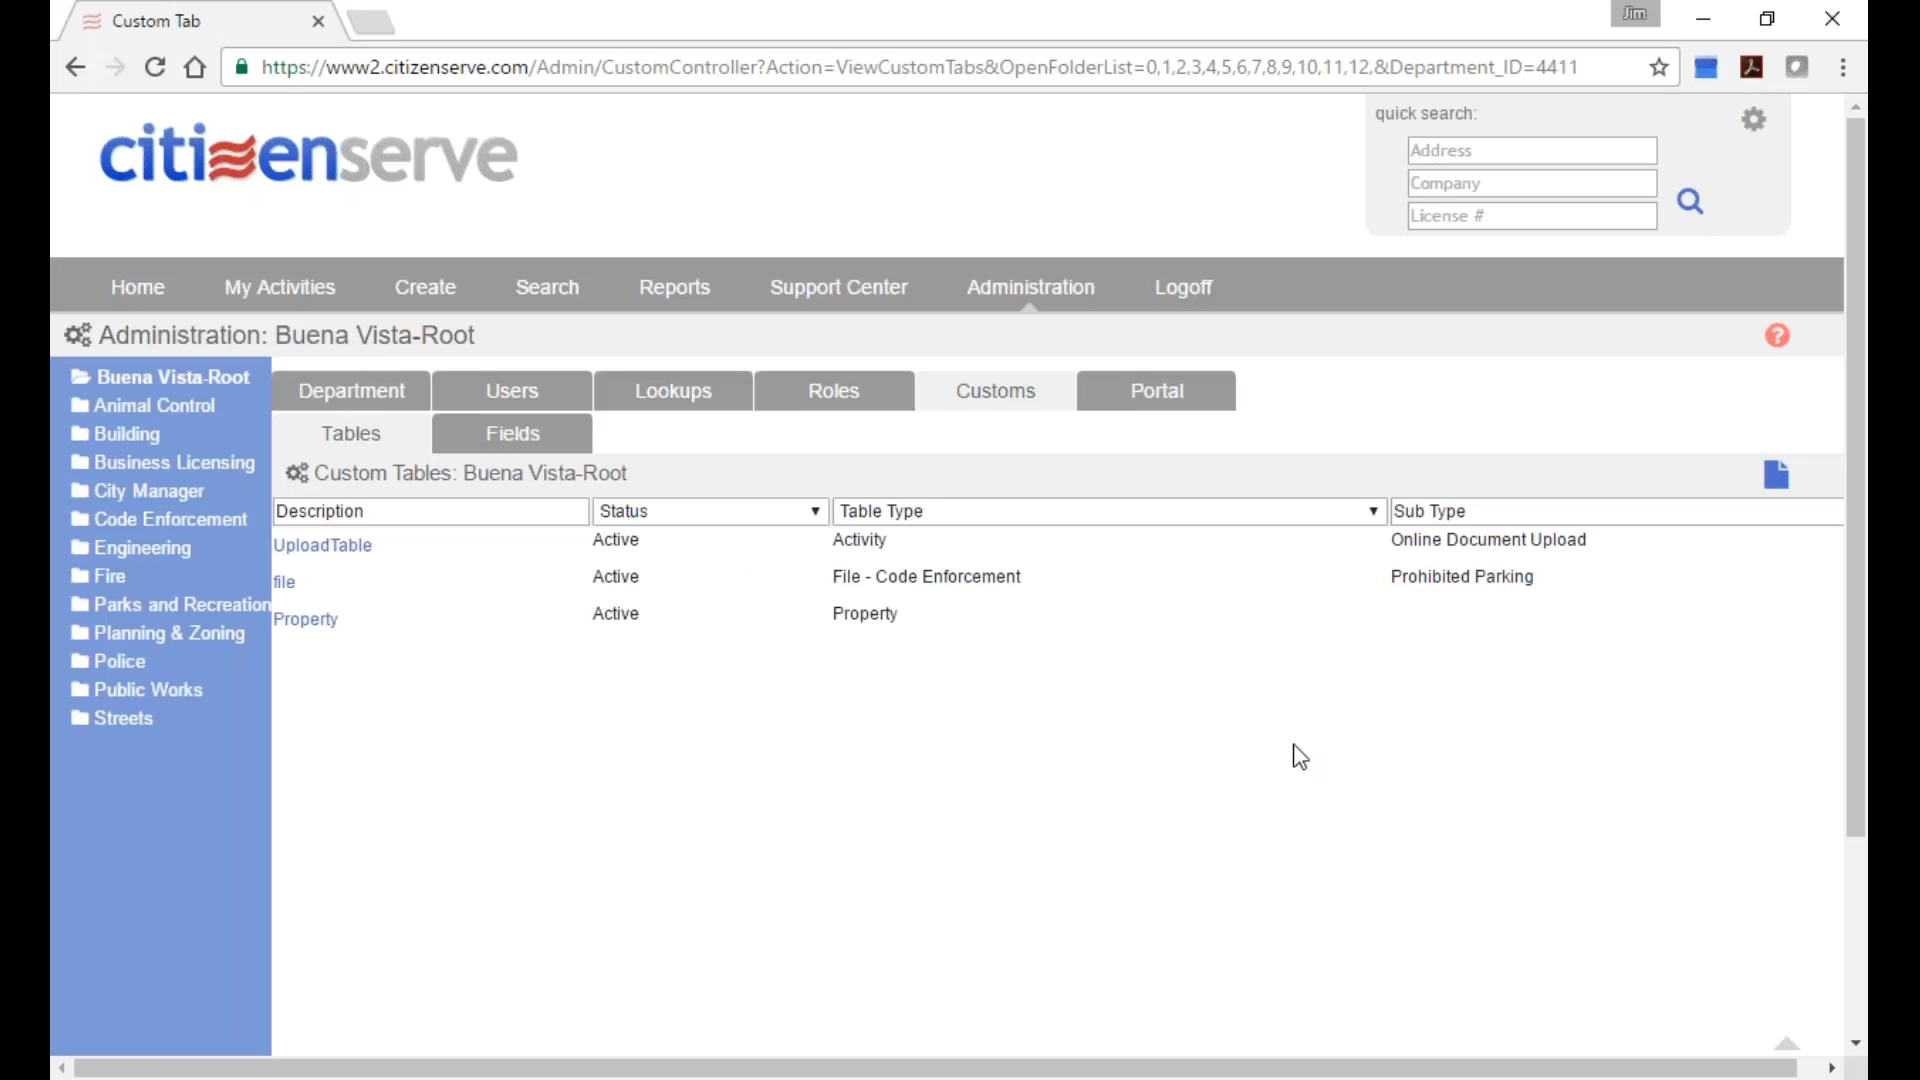 Custom Tab
Jim
https://www2.citizenserve.com/Admin/CustomController?Action=ViewCustomTabs&OpenFolderList=0,1,2,3,4,5,6,7,8,9,10,11,12,&Department_ID=4411
citizenserve
quick search:
Address
Company
License #
Home My Activities Create Search Reports Support Center Administration Logoff
Administration: Buena Vista-Root
?
Buena Vista-Root
Animal Control
Building
Business Licensing
City Manager
Code Enforcement
Engineering
Fire
Parks and Recreation
Planning & Zoning
Police
Public Works
Streets
Department Users Lookups Roles Customs Portal
Tables Fields
Custom Tables: Buena Vista-Root
Description Status Table Type Sub Type
UploadTable Active Activity Online Document Upload
file Active File - Code Enforcement Prohibited Parking
Property Active Property